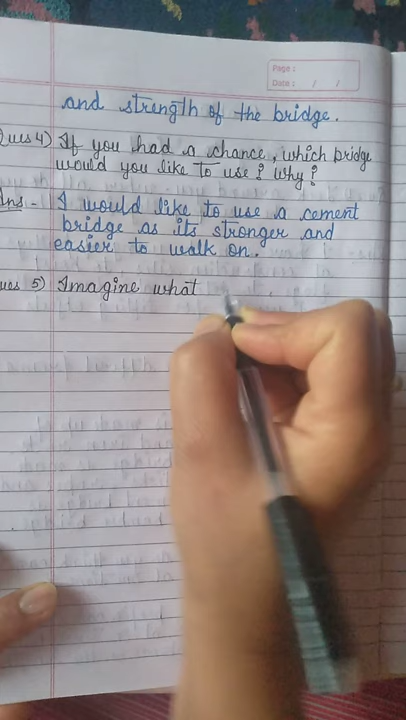 Page :
Date : / /
and strength of the bridge.
Ques 4) If you had a chance, which bridge
would you like to use? Why?
Ans - I would like to use a cement
bridge as its stronger and
easier to walk on.
ues 5) Imagine what